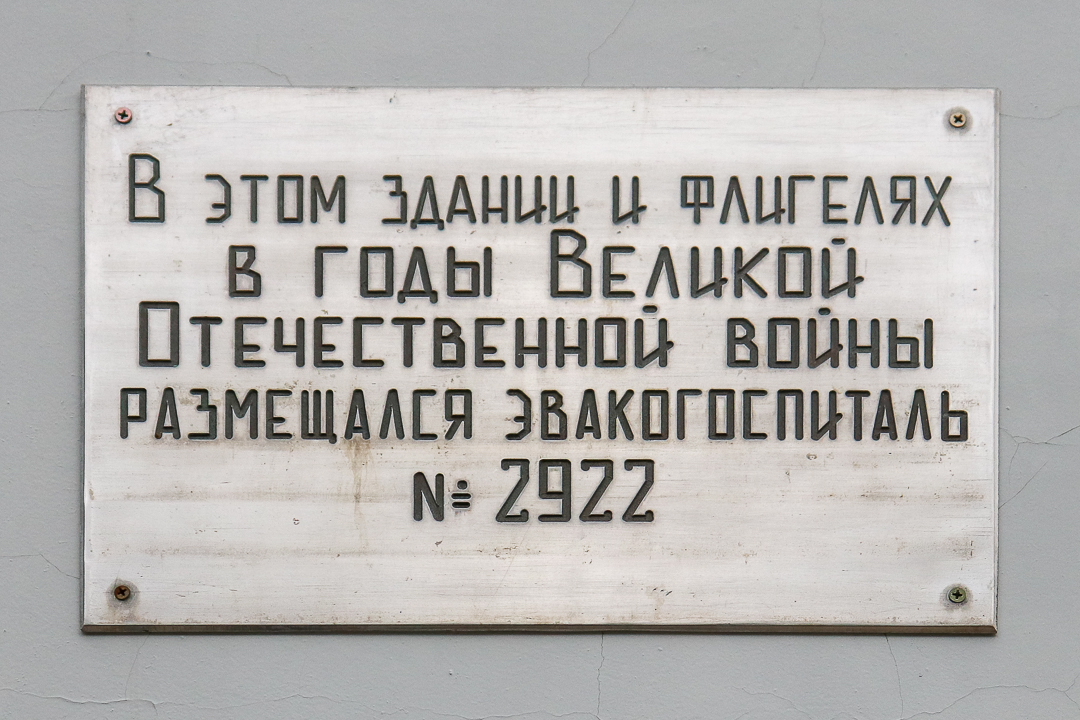 В этом здании и флигелях
в годы Великой
Отечественной войны
размещался эвакогоспиталь
№ 2922